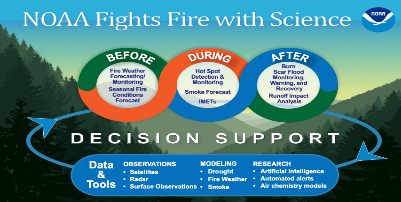 NOAA Fights Fire with Science
NOAA
BEFORE
Fire Weather
Forecasting/
Monitoring
Seasonal Fire
Conditions
Forecast
DURING
Hot Spot
Detection &
Monitoring
Smoke Forecast
IMETs
AFTER
Burn
Scar Flood
Monitoring,
Warning, and
Recovery
Runoff Impact
Analysis
DECISION SUPPORT
Data
&
Tools
OBSERVATIONS
• Satellites
• Radar
• Surface Observations
MODELING
• Drought
• Fire Weather
• Smoke
RESEARCH
• Artificial Intelligence
• Automated alerts
• Air chemistry models